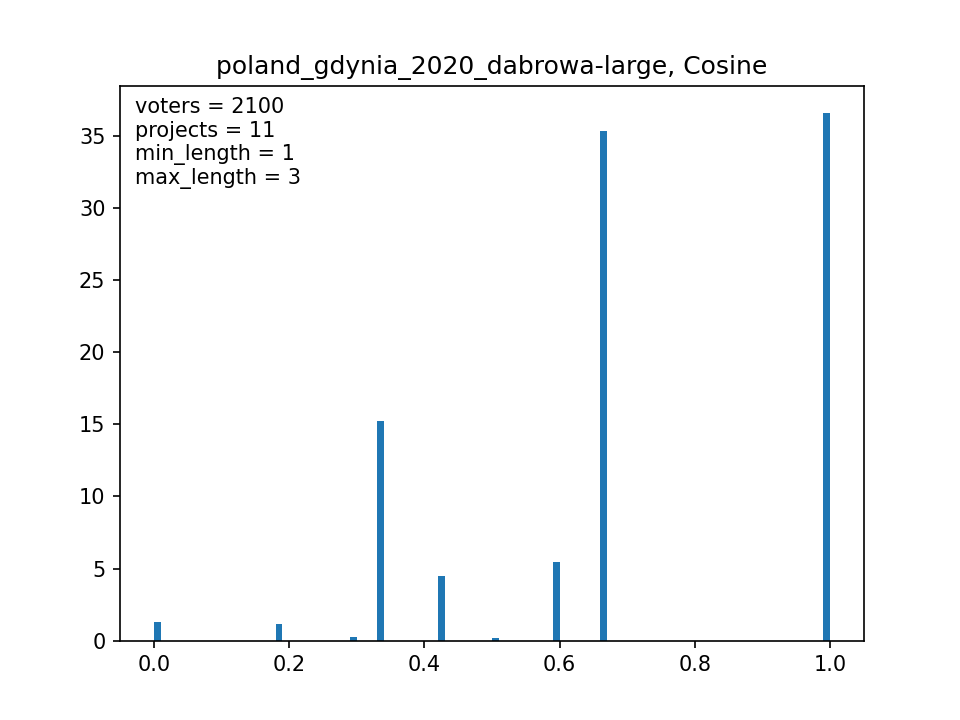 poland_gdynia_2020_dabrowa-large, Cosine
voters = 2100
projects = 11
min_length = 1
max_length = 3
35
30
25
20
15
10
5
0
0.0 0.2 0.4 0.6 0.8 1.0